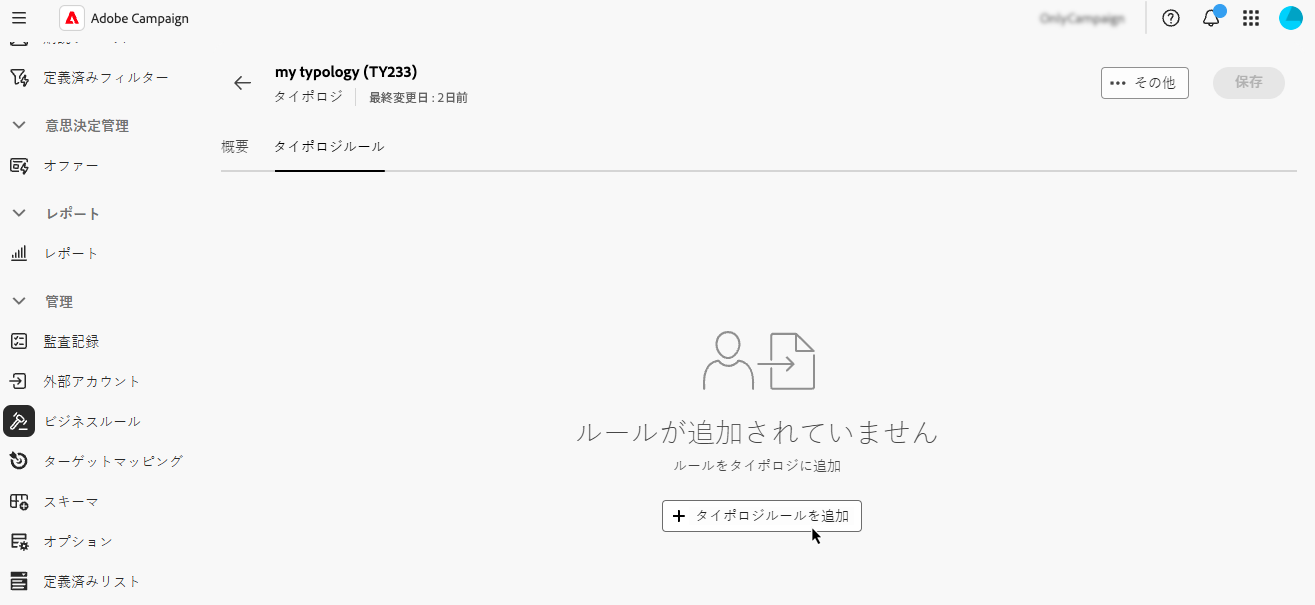 Adobe Campaign
OnlyCampaign
定義済みフィルター
意思決定管理
オファー
レポート
レポート
管理
監査記録
外部アカウント
ビジネスルール
ターゲットマッピング
スキーマ
オプション
定義済みリスト
my typology (TY233)
タイポロジ
最終変更日 : 2日前
その他
保存
概要
タイポロジルール
ルールが追加されていません
ルールをタイポロジに追加
タイポロジルールを追加